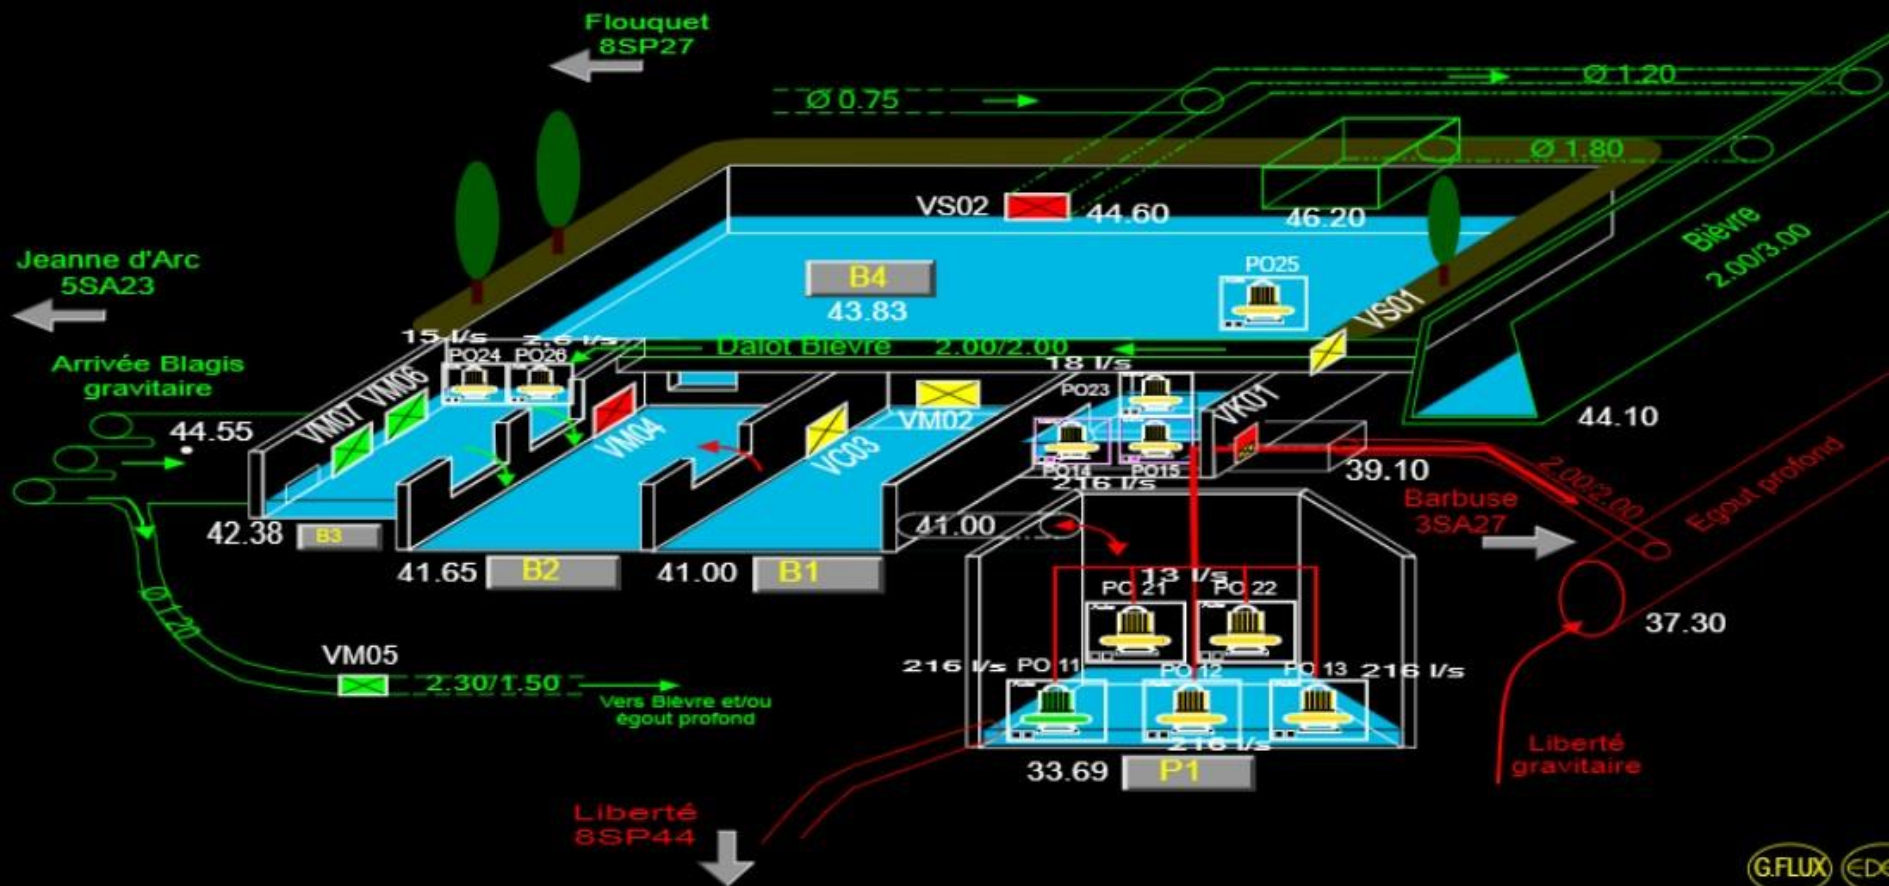 Flouquet
8SP27
Ø 0.75
Ø 1.20
Ø 1.80
VS02
44.60
46.20
Bièvre
2.00/3.00
Jeanne d'Arc
5SA23
B4
43.83
PO25
VS01
15 l/s
2,6 l/s
Dalot Bièvre 2.00/2.00
18 l/s
PO24
PO26
Arrivée Blagis
gravitaire
VM07
VM06
PO23
VM04
VC03
VM02
VK01
44.10
44.55
PO14
PO15
216 l/s
39.10
2.00/2.00
Egout profond
Barbuse
3SA27
42.38
B3
41.00
41.65
B2
41.00
B1
13 l/s
PO 21
PO 22
Ø 1.20
37.30
VM05
2.30/1.50
Vers Bièvre et/ou
égout profond
216 l/s
PO 11
PO 12
PO 13
216 l/s
216 l/s
33.69
P1
Liberté
gravitaire
Liberté
8SP44
G.FLUX